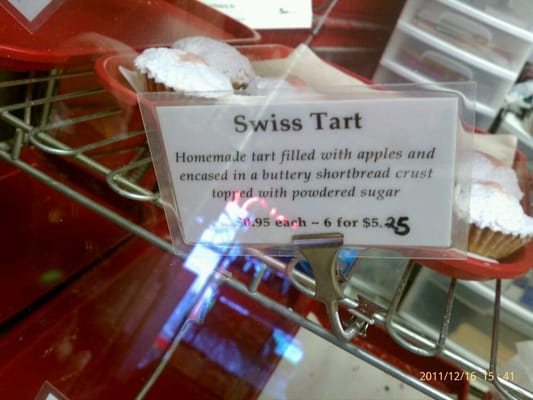 Swiss Tart
Homemade tart filled with apples and
encased in a buttery shortbread crust
topped with powdered sugar
$0.95 each ~ 6 for $5.25
2011/12/16 15:41